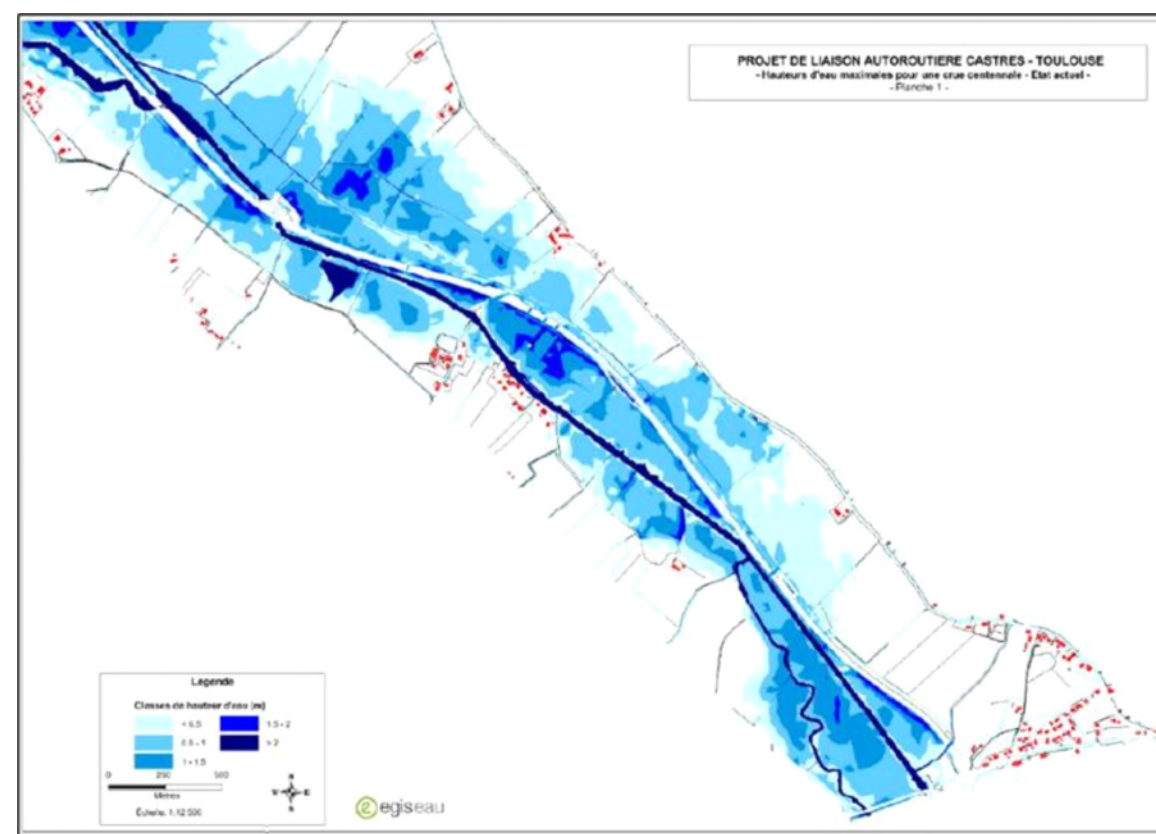 PROJET DE LIAISON AUTOROUTIERE CASTRES - TOULOUSE
- Hauteurs d'eau maximales pour une crue centennale - Etat actuel -
- Planche 1 -
Legende
Classes de hauteur d'eau (m)
< 0.5
1.5 - 2
0.5 - 1
> 2
1 - 1.5
0 250 500
Mètres
Échelle: 1:12 500
N
E
S
egiseau